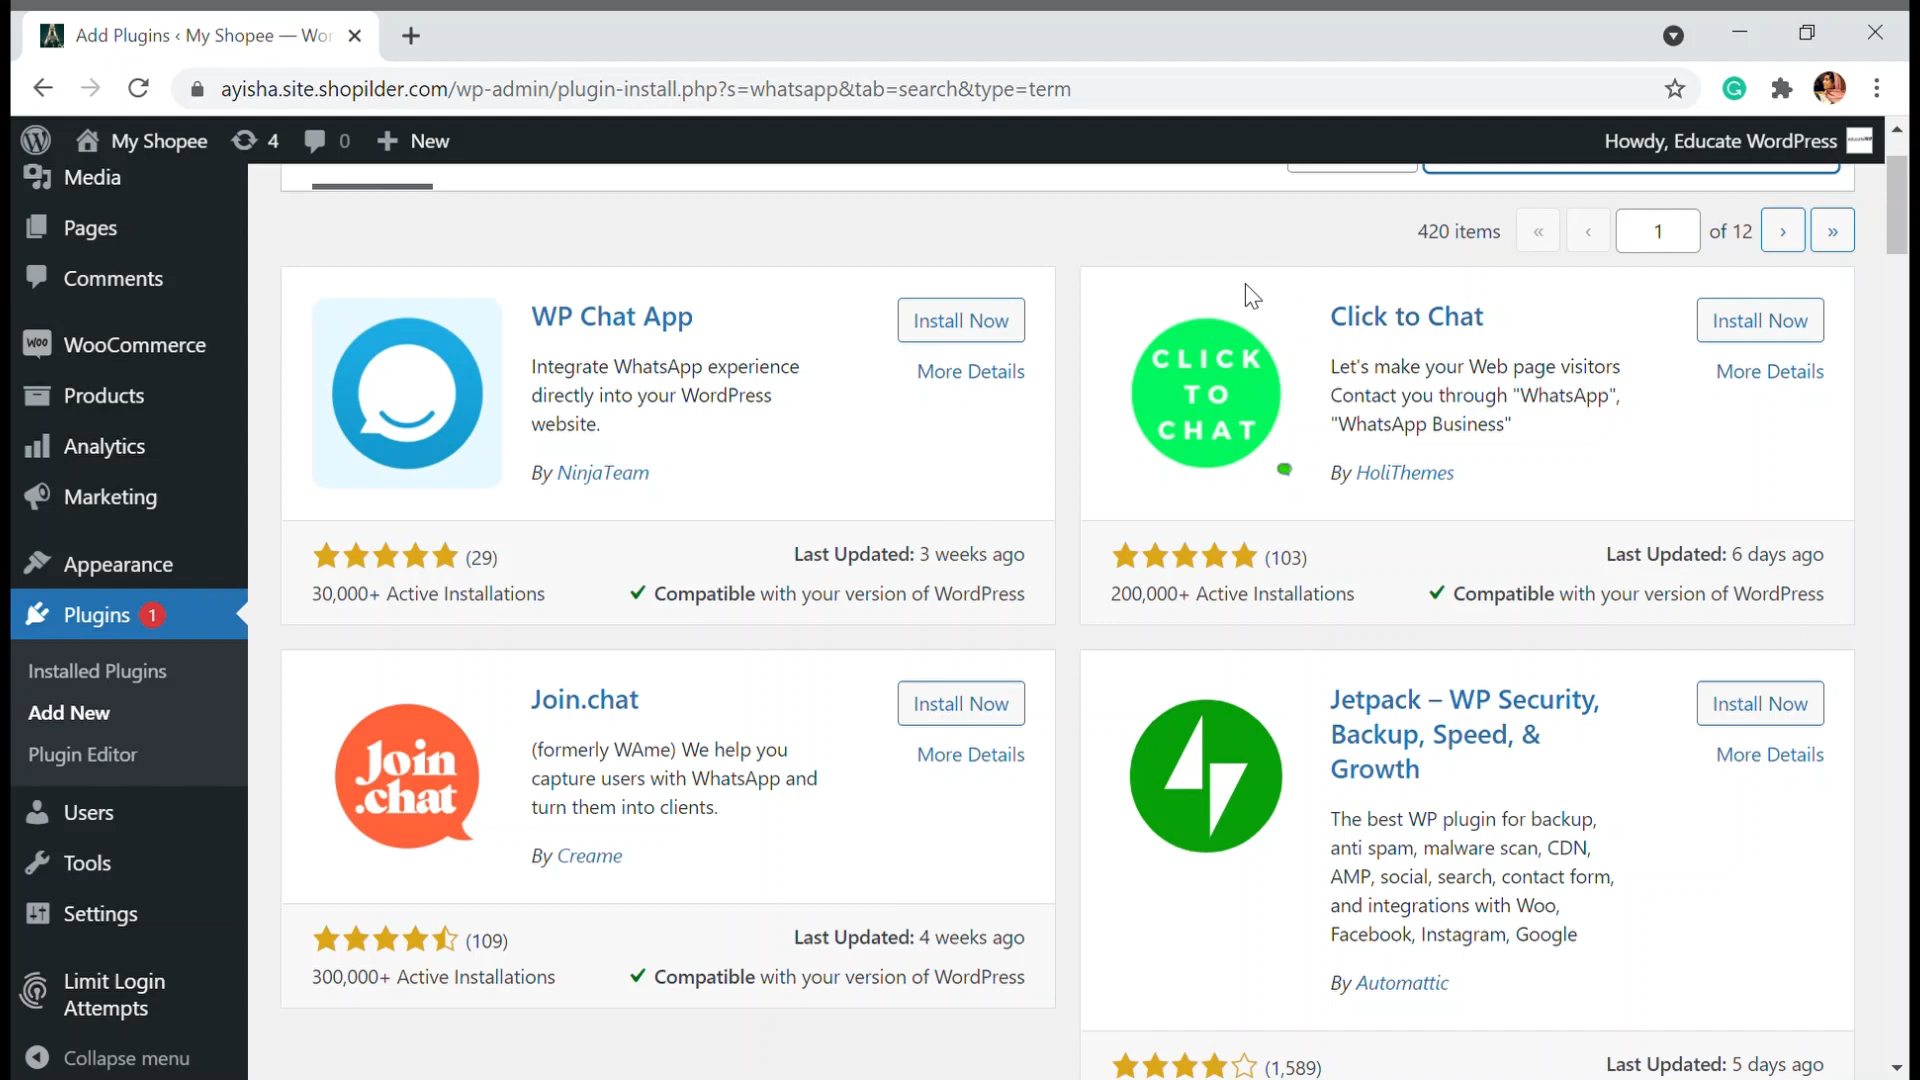 Add Plugins ‹ My Shopee — Wor
ayisha.site.shopilder.com/wp-admin/plugin-install.php?s=whatsapp&tab=search&type=term
My Shopee 4 0 New
Howdy, Educate WordPress
Media
Pages
Comments
WooCommerce
Products
Analytics
Marketing
Appearance
Plugins 1
Installed Plugins
Add New
Plugin Editor
Users
Tools
Settings
Limit Login
Attempts
Collapse menu
420 items « ‹ 1 of 12 › »
WP Chat App
Install Now
More Details
Integrate WhatsApp experience
directly into your WordPress
website.
By NinjaTeam
(29)
Last Updated: 3 weeks ago
30,000+ Active Installations
Compatible with your version of WordPress
CLICK
TO
CHAT
Click to Chat
Install Now
More Details
Let's make your Web page visitors
Contact you through "WhatsApp",
"WhatsApp Business"
By HoliThemes
(103)
Last Updated: 6 days ago
200,000+ Active Installations
Compatible with your version of WordPress
Join
.chat
Join.chat
Install Now
More Details
(formerly WAme) We help you
capture users with WhatsApp and
turn them into clients.
By Creame
(109)
Last Updated: 4 weeks ago
300,000+ Active Installations
Compatible with your version of WordPress
Jetpack – WP Security,
Backup, Speed, &
Growth
Install Now
More Details
The best WP plugin for backup,
anti spam, malware scan, CDN,
AMP, social, search, contact form,
and integrations with Woo,
Facebook, Instagram, Google
By Automattic
(1,589)
Last Updated: 5 days ago